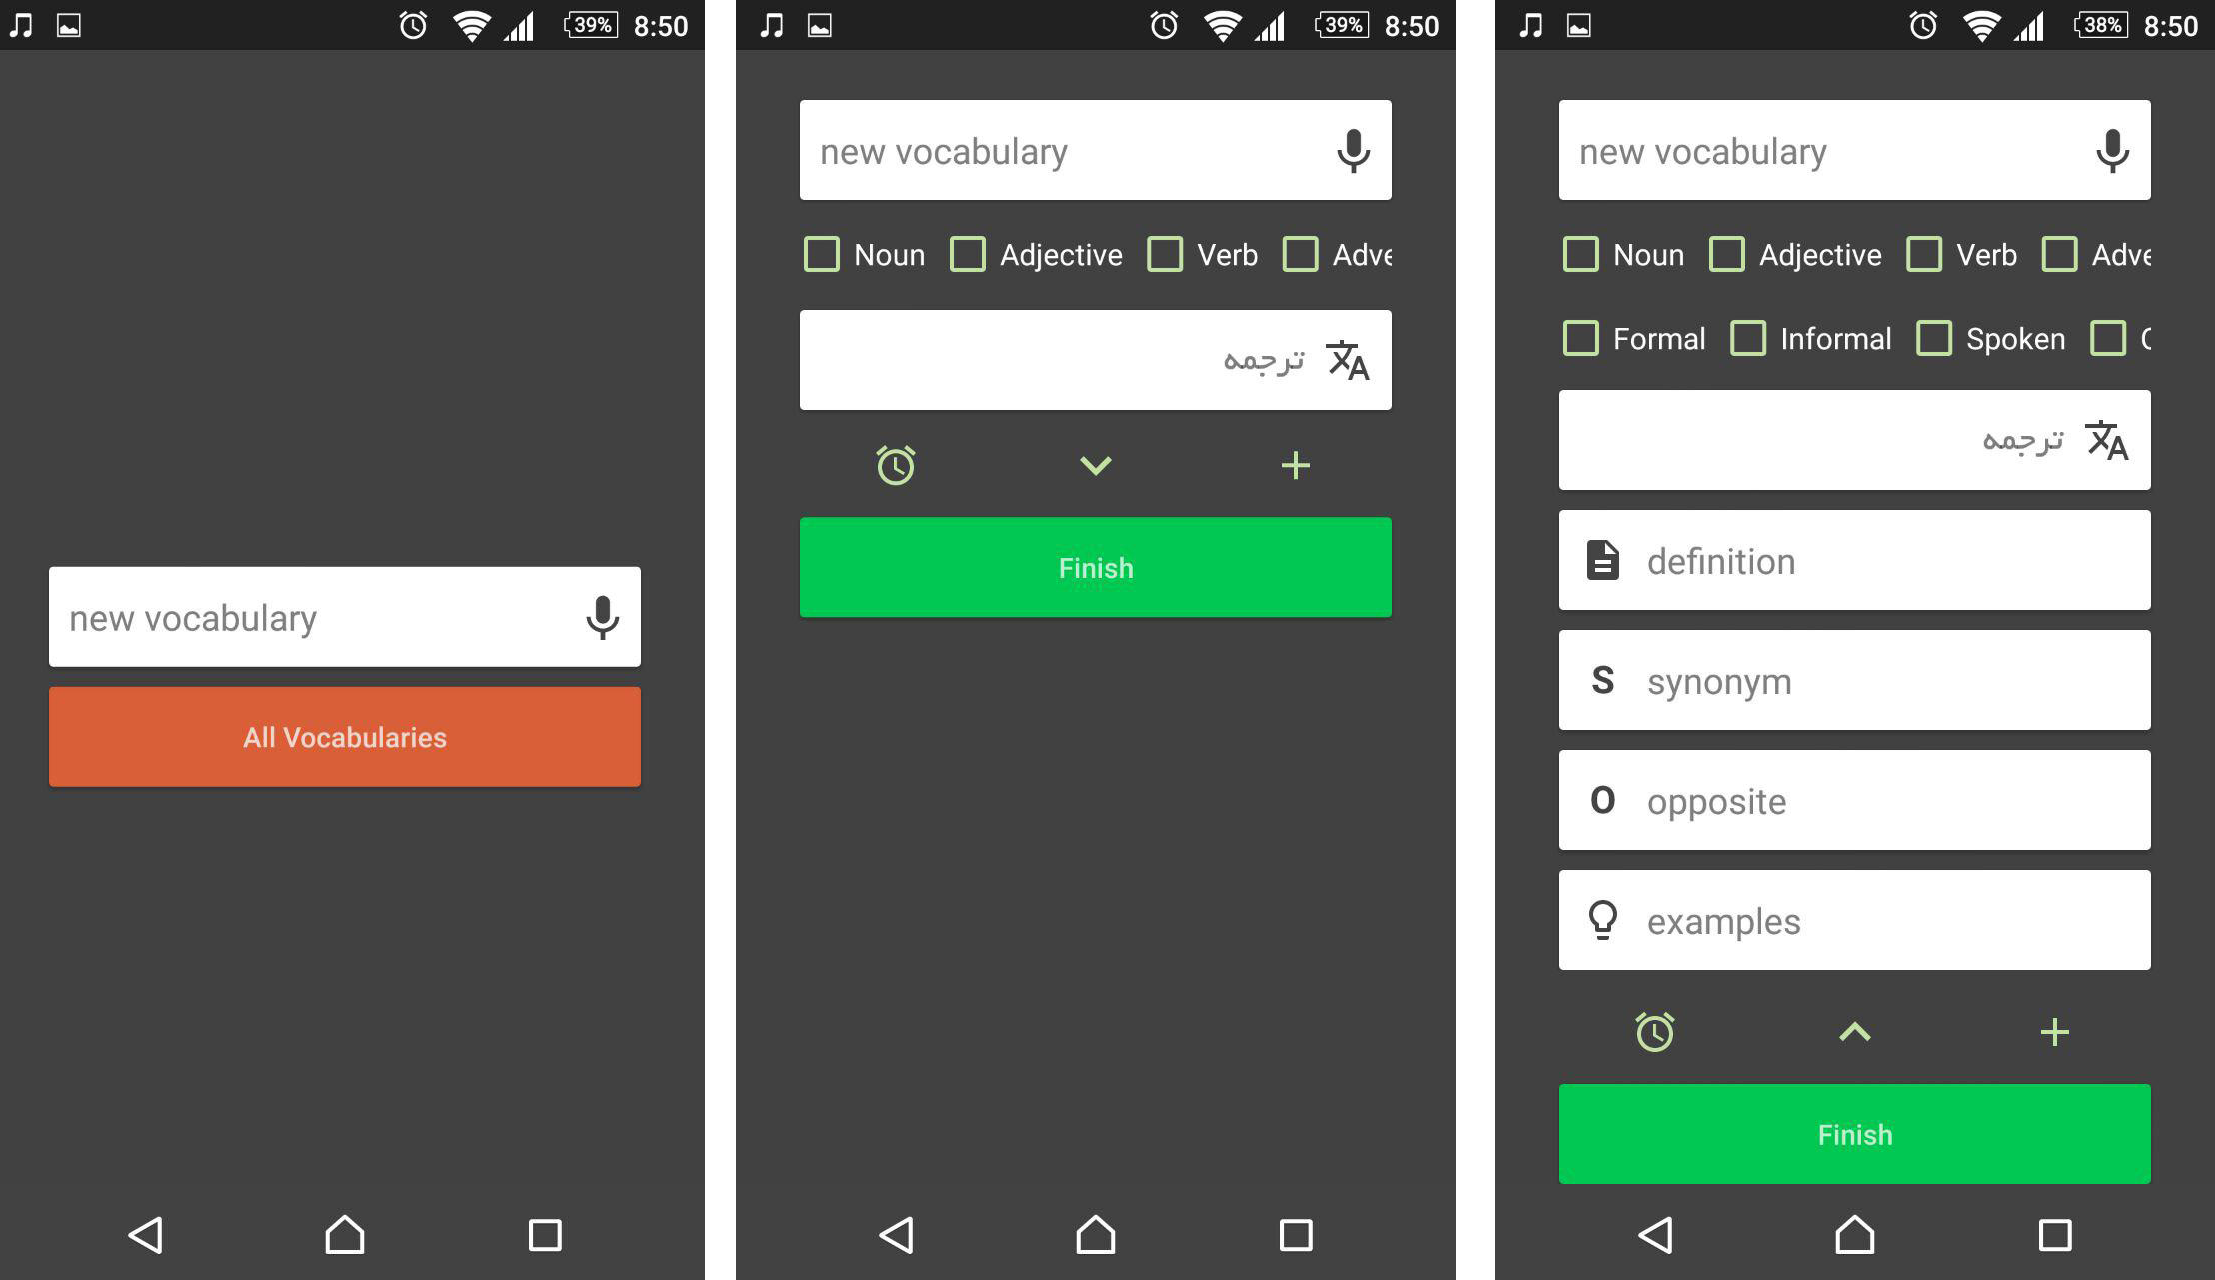 39% 8:50
new vocabulary
All Vocabularies
39% 8:50
new vocabulary
Noun Adjective Verb Adve
ترجمه
Finish
38% 8:50
new vocabulary
Noun Adjective Verb Adve
Formal Informal Spoken
ترجمه
definition
S synonym
O opposite
examples
Finish